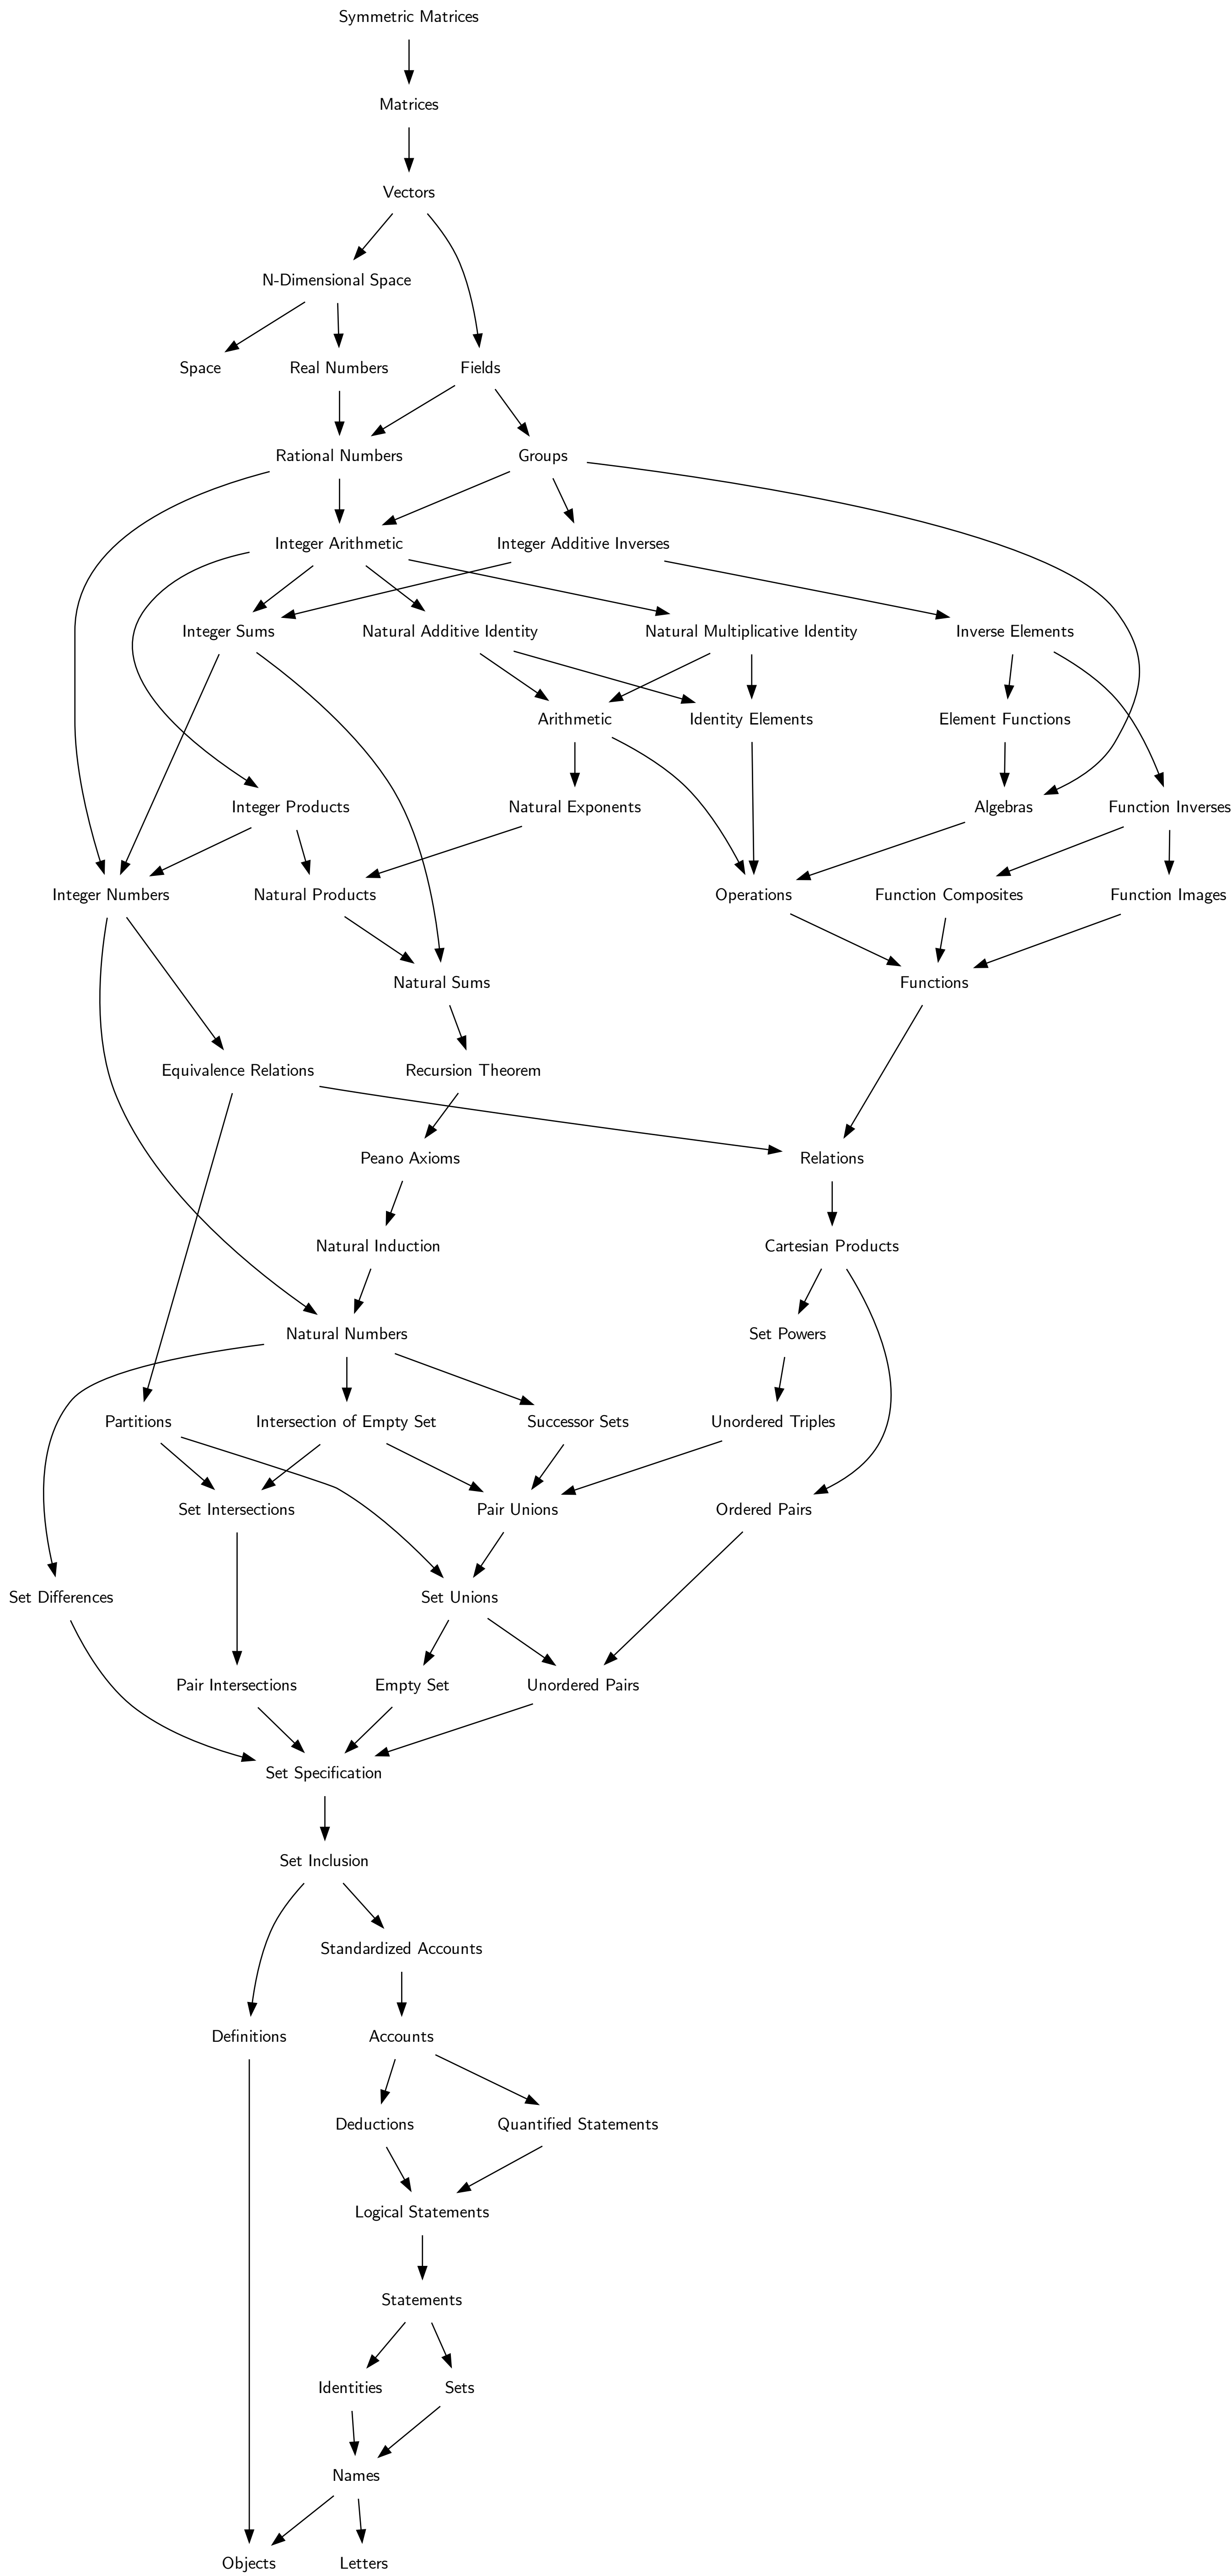 Symmetric Matrices
Matrices
Vectors
N-Dimensional Space
Space
Real Numbers
Fields
Rational Numbers
Groups
Integer Arithmetic
Integer Additive Inverses
Integer Sums
Natural Additive Identity
Natural Multiplicative Identity
Inverse Elements
Arithmetic
Identity Elements
Element Functions
Integer Products
Natural Exponents
Algebras
Function Inverses
Integer Numbers
Natural Products
Operations
Function Composites
Function Images
Natural Sums
Functions
Equivalence Relations
Recursion Theorem
Peano Axioms
Relations
Natural Induction
Cartesian Products
Natural Numbers
Set Powers
Partitions
Intersection of Empty Set
Successor Sets
Unordered Triples
Set Intersections
Pair Unions
Ordered Pairs
Set Differences
Set Unions
Pair Intersections
Empty Set
Unordered Pairs
Set Specification
Set Inclusion
Standardized Accounts
Definitions
Accounts
Deductions
Quantified Statements
Logical Statements
Statements
Identities
Sets
Names
Objects
Letters